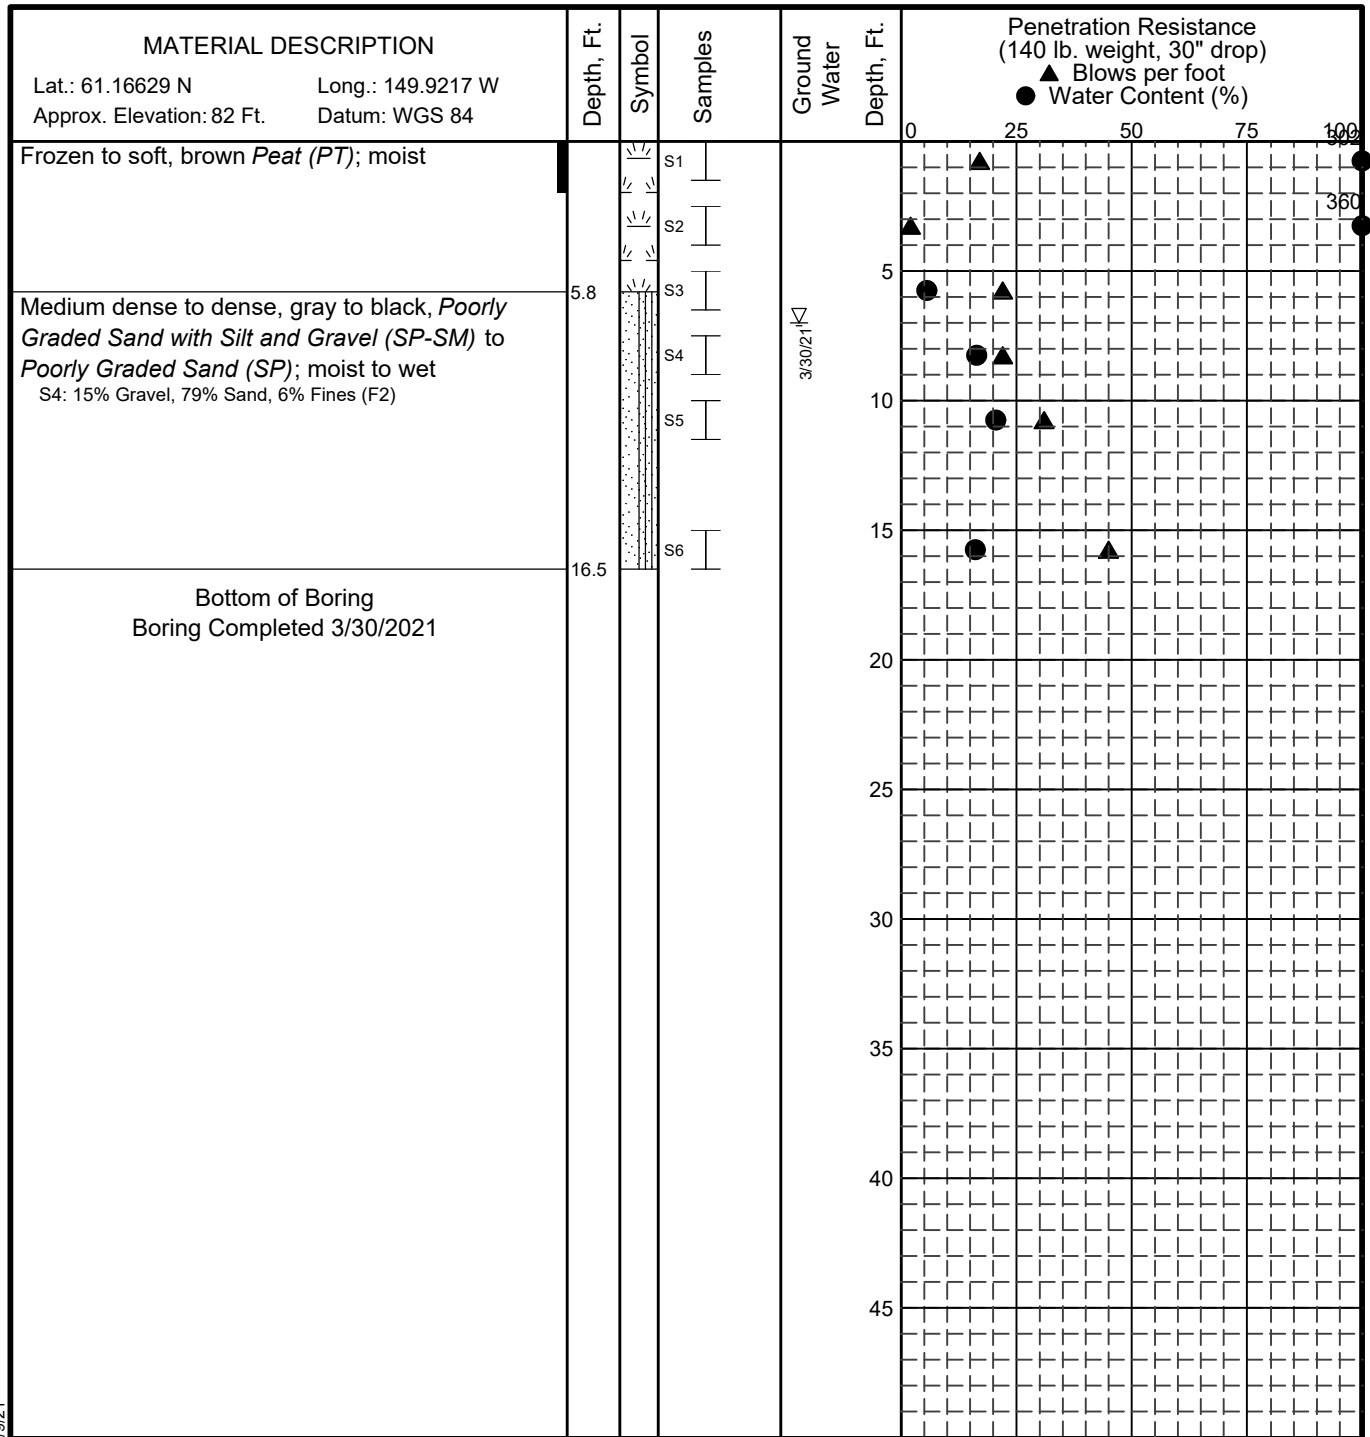 MATERIAL DESCRIPTION
Lat.: 61.16629 N Long.: 149.9217 W
Approx. Elevation: 82 Ft. Datum: WGS 84
Depth, Ft.
Symbol
Samples
Ground
Water
Depth, Ft.
Penetration Resistance
(140 lb. weight, 30" drop)
▲ Blows per foot
● Water Content (%)
0 25 50 75 100
302
Frozen to soft, brown Peat (PT); moist
S1
360
S2
5
5.8
S3
Medium dense to dense, gray to black, Poorly
Graded Sand with Silt and Gravel (SP-SM) to
Poorly Graded Sand (SP); moist to wet
S4: 15% Gravel, 79% Sand, 6% Fines (F2)
3/30/21
S4
10
S5
15
S6
16.5
Bottom of Boring
Boring Completed 3/30/2021
20
25
30
35
40
45